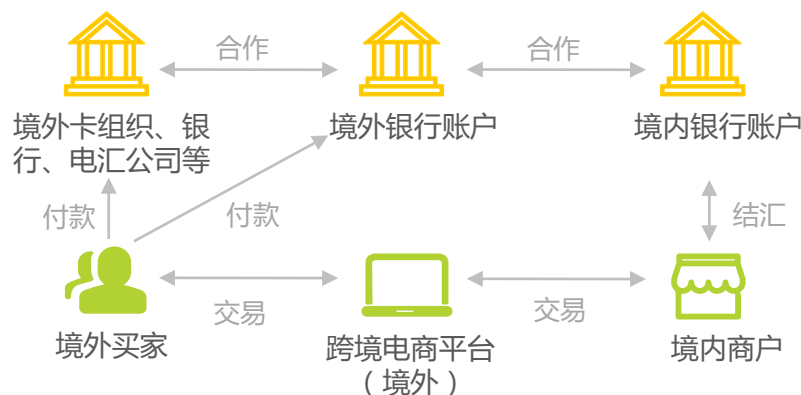 合作
合作
境外卡组织、银
行、电汇公司等
境外银行账户
境内银行账户
付款
付款
结汇
交易
交易
境外买家
跨境电商平台
（境外）
境内商户